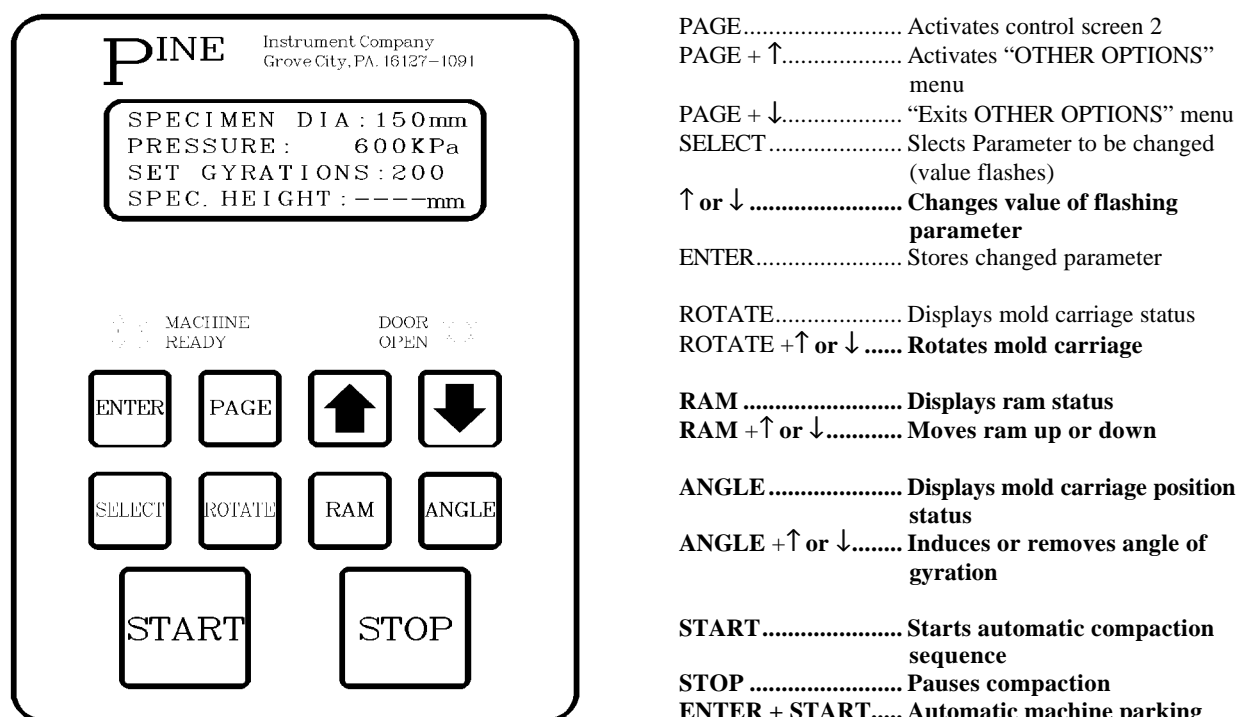 PINE
Instrument Company
Grove City, PA. 16127-1091
SPECIMEN DIA:150mm
PRESSURE: 600KPa
SET GYRATIONS:200
SPEC. HEIGHT:----mm
MACHINE
READY
DOOR
OPEN
ENTER PAGE
SELECT ROTATE RAM ANGLE
START STOP
PAGE......................... Activates control screen 2
PAGE + ↑.................... Activates “OTHER OPTIONS”
menu
PAGE + ↓.................... “Exits OTHER OPTIONS” menu
SELECT...................... Slects Parameter to be changed
(value flashes)
↑ or ↓ ......................... Changes value of flashing
parameter
ENTER........................ Stores changed parameter
ROTATE..................... Displays mold carriage status
ROTATE +↑ or ↓ ...... Rotates mold carriage
RAM .......................... Displays ram status
RAM +↑ or ↓............ Moves ram up or down
ANGLE ...................... Displays mold carriage position
status
ANGLE +↑ or ↓........ Induces or removes angle of
gyration
START....................... Starts automatic compaction
sequence
STOP ......................... Pauses compaction
ENTER + START..... Automatic machine parking